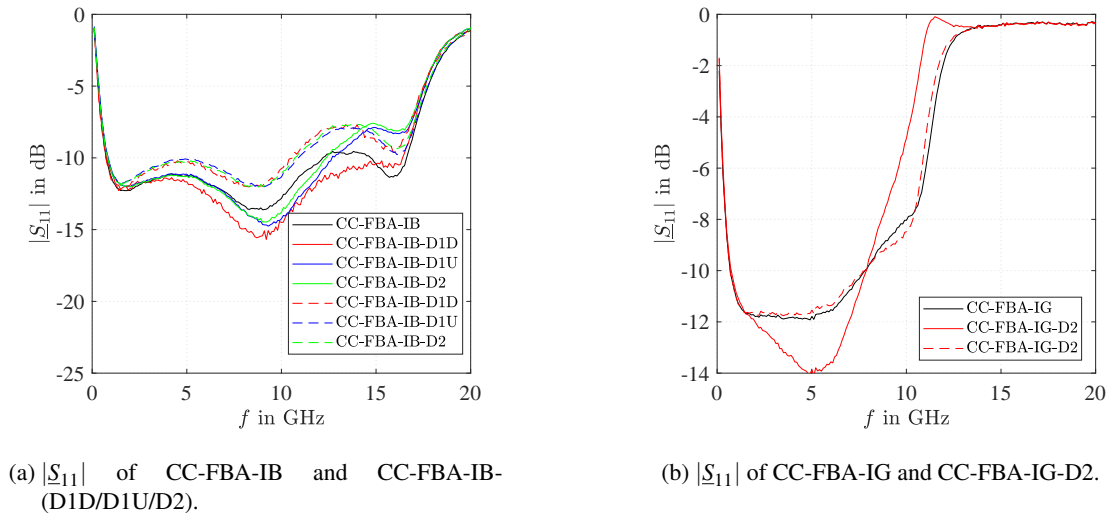 0
-5
-10
-15
-20
-25
|S11| in dB
0 5 10 15 20
f in GHz
CC-FBA-IB
CC-FBA-IB-D1D
CC-FBA-IB-D1U
CC-FBA-IB-D2
CC-FBA-IB-D1D
CC-FBA-IB-D1U
CC-FBA-IB-D2
(a) |S11| of CC-FBA-IB and CC-FBA-IB-
(D1D/D1U/D2).
0
-2
-4
-6
-8
-10
-12
-14
|S11| in dB
0 5 10 15 20
f in GHz
CC-FBA-IG
CC-FBA-IG-D2
CC-FBA-IG-D2
(b) |S11| of CC-FBA-IG and CC-FBA-IG-D2.